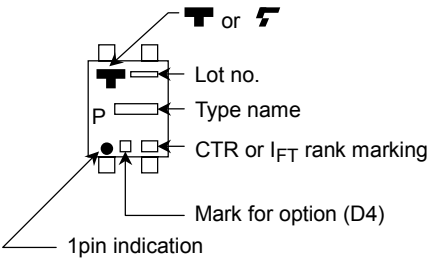 or
Lot no.
Type name
P
CTR or IFT rank marking
Mark for option (D4)
1pin indication